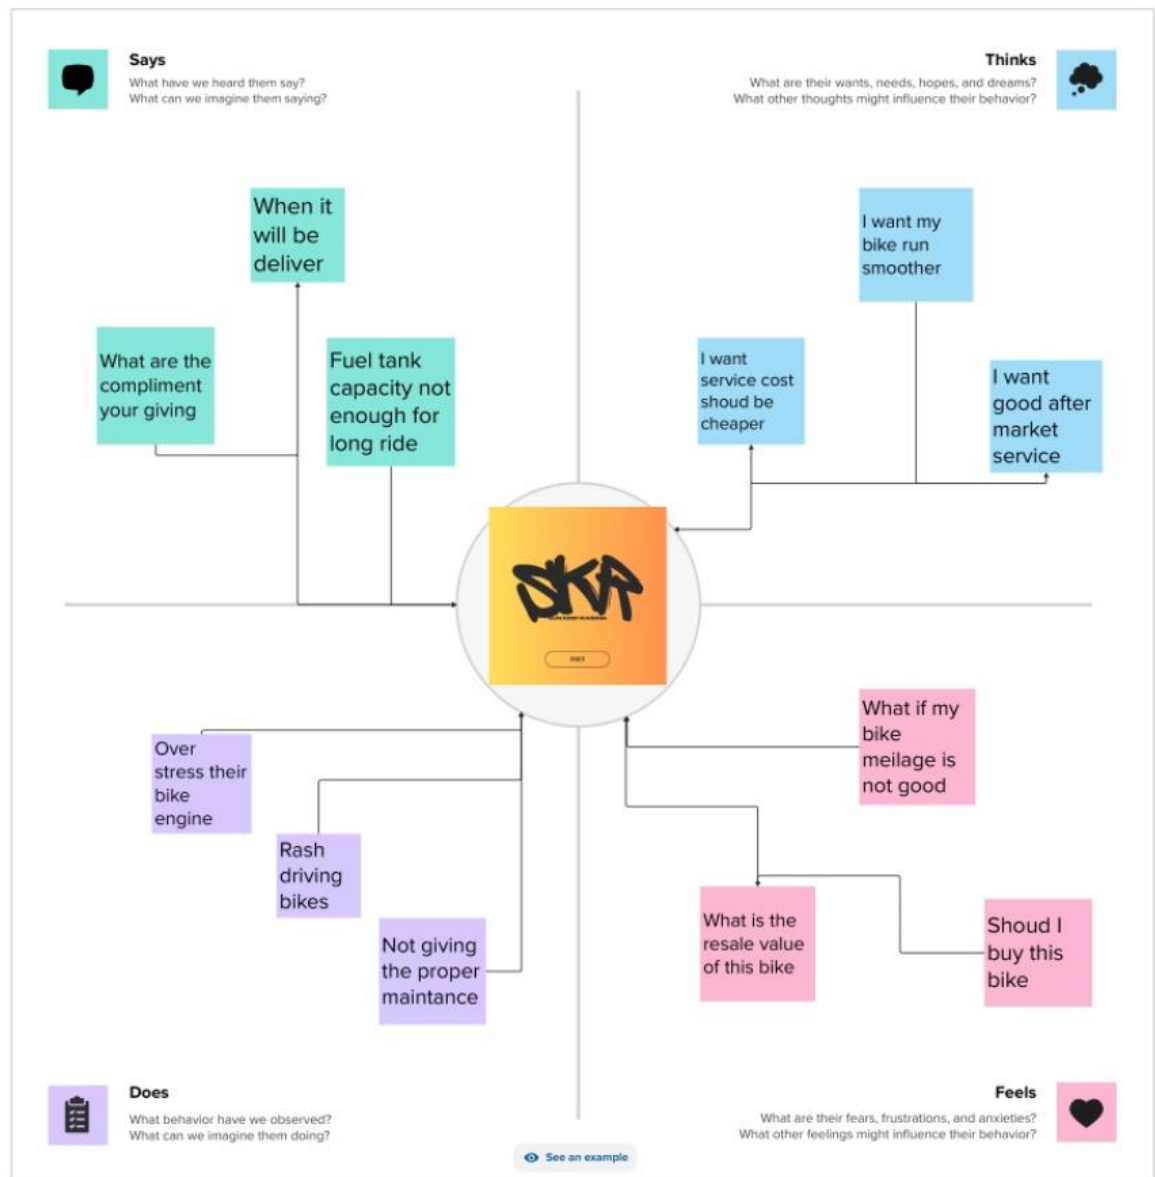 Says
What have we heard them say?
What can we imagine them saying?
Thinks
What are their wants, needs, hopes, and dreams?
What other thoughts might influence their behavior?
When it
will be
deliver
What are the
compliment
your giving
Fuel tank
capacity not
enough for
long ride
I want my
bike run
smoother
I want
service cost
shoud be
cheaper
I want
good after
market
service
SKR
Over
stress their
bike
engine
Rash
driving
bikes
Not giving
the proper
maintance
What if my
bike
meilage is
not good
What is the
resale value
of this bike
Shoud I
buy this
bike
Does
What behavior have we observed?
What can we imagine them doing?
Feels
What are their fears, frustrations, and anxieties?
What other feelings might influence their behavior?
See an example